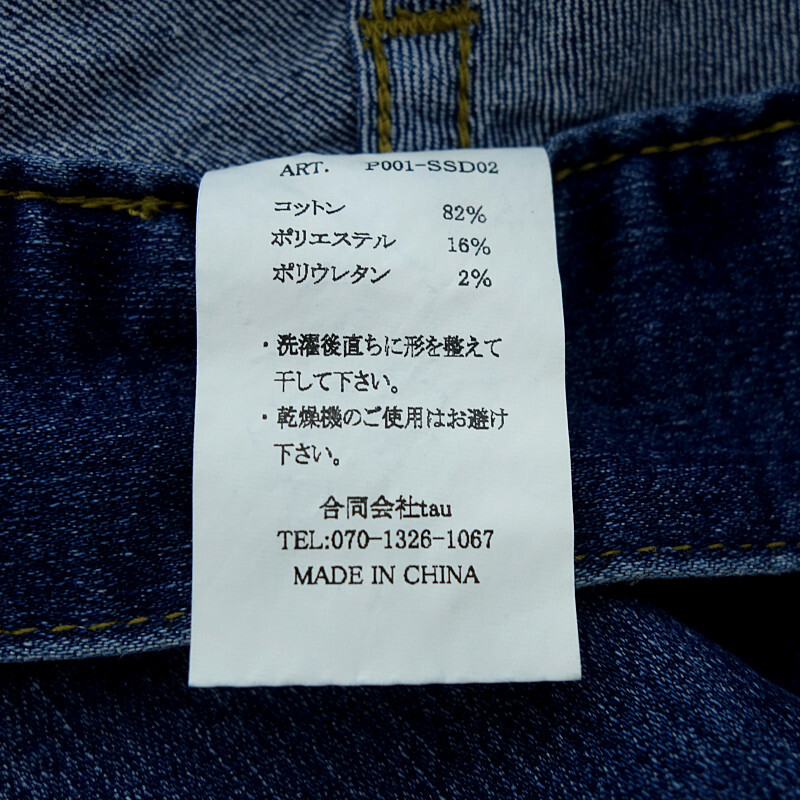 ART. P001-SSD02
コットン 82%
ポリエステル 16%
ポリウレタン 2%
・洗濯後直ちに形を整えて
干して下さい。
・乾燥機のご使用はお避け
下さい。
合同会社tau
TEL:070-1326-1067
MADE IN CHINA